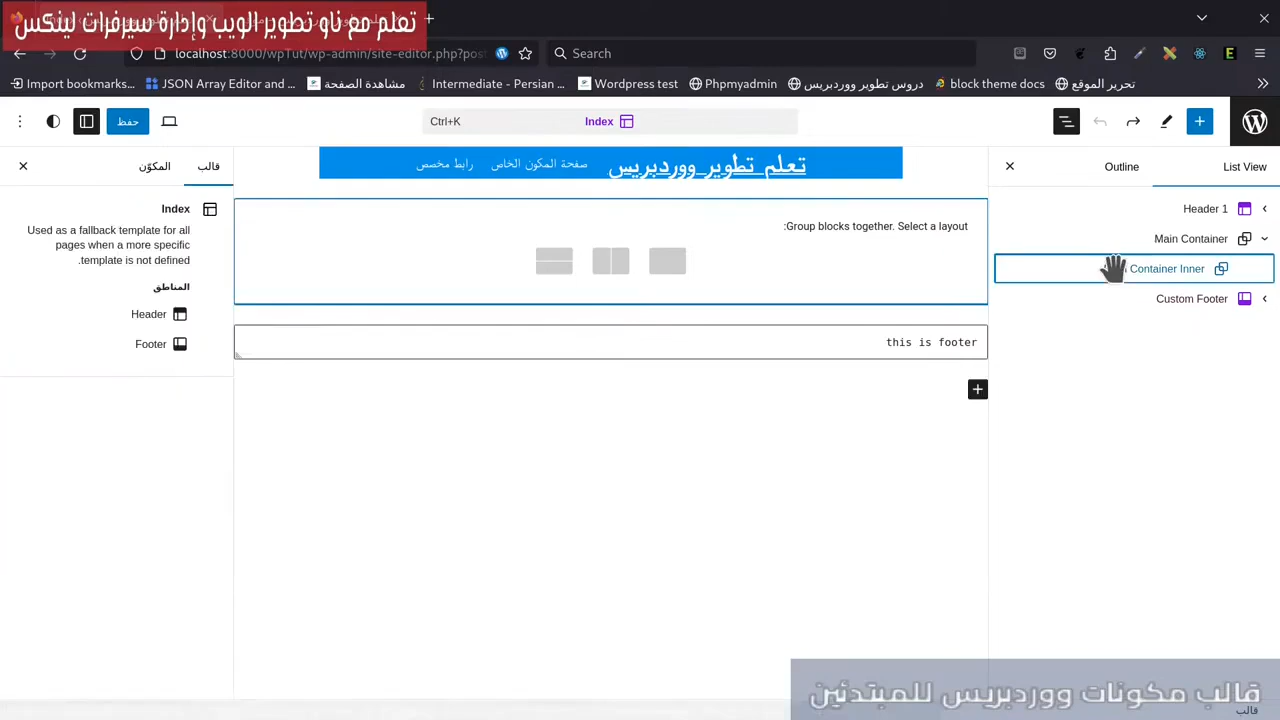 تعلم مع ناو تطوير الويب وإدارة سيرفرات لينكس
localhost:8000/wpTut/wp-admin/site-editor.php?post
Search
Import bookmarks...
JSON Array Editor and ...
مشاهدة الصفحة
Intermediate - Persian ...
Wordpress test
Phpmyadmin
دروس تطوير ووردبريس
block theme docs
تحرير الموقع
حفظ
Ctrl+K
Index
المكوّن
قالب
Index
Used as a fallback template for all
pages when a more specific
.template is not defined
المناطق
Header
Footer
تعلم تطوير ووردبريس
صفحة المكون الخاص
رابط مخصص
:Group blocks together. Select a layout
this is footer
Outline
List View
Header 1
Main Container
Container Inner
Custom Footer
قالب مكونات ووردبريس للمبتدئين
قالب